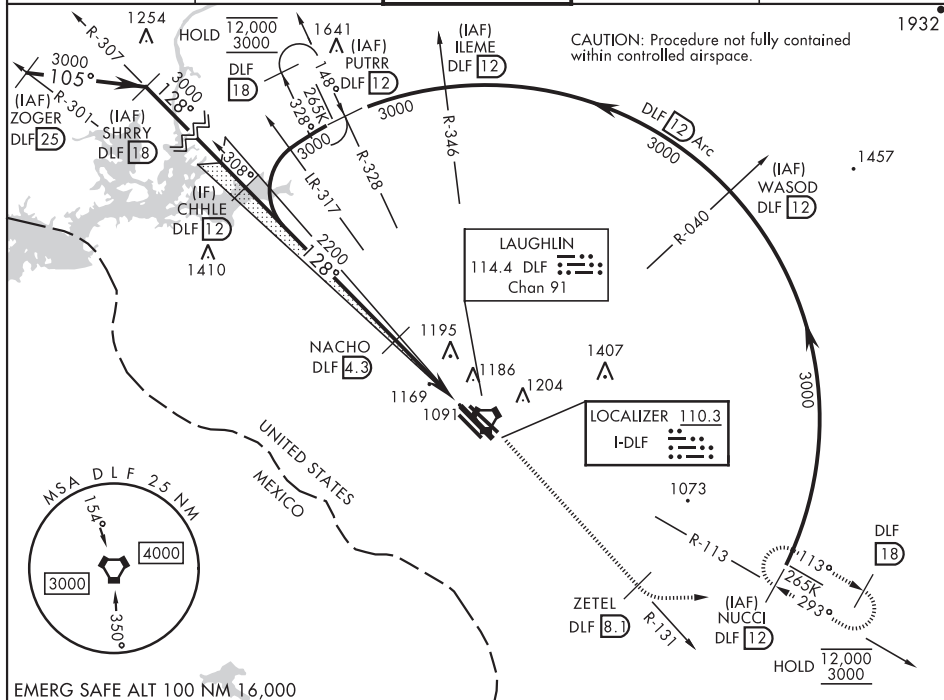 1254
HOLD 12,000
3000
1641
(IAF)
PUTRR
DLF 12
(IAF)
ILEME
DLF 12
CAUTION: Procedure not fully contained
within controlled airspace.
1932
R-307
3000
105°
R-301
(IAF)
ZOGER
DLF 25
3000
128°
(IAF)
SHRRY
DLF 18
DLF
18
148°
265K
328°
3000
3000
R-328
R-346
LR-317
308°
(IF)
CHHLE
DLF 12
1410
2200
128°
DLF 12 Arc
3000
1457
(IAF)
WASOD
DLF 12
R-040
LAUGHLIN
114.4 DLF
Chan 91
NACHO
DLF 4.3
1195
1186
1169
1091
1204
1407
3000
LOCALIZER 110.3
I-DLF
1073
UNITED STATES
MEXICO
MSA DLF 25 NM
154°
3000
4000
350°
R-113
DLF
18
113°
265K
293°
(IAF)
NUCCI
DLF 12
ZETEL
DLF 8.1
R-131
HOLD 12,000
3000
EMERG SAFE ALT 100 NM 16,000